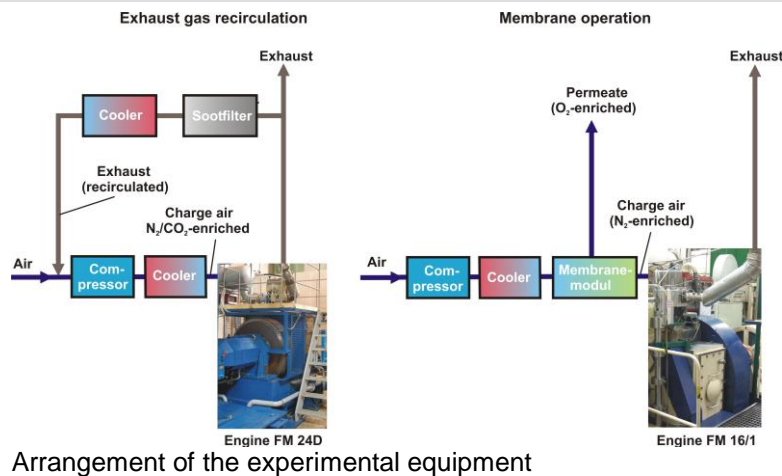 Exhaust gas recirculation
Exhaust
Cooler
Sootfilter
Exhaust
(recirculated)
Charge air
N₂/CO₂-enriched
Air
Com-
pressor
Cooler
Engine FM 24D
Membrane operation
Exhaust
Permeate
(O₂-enriched)
Charge air
(N₂-enriched)
Air
Com-
pressor
Cooler
Membrane-
modul
Engine FM 16/1
Arrangement of the experimental equipment